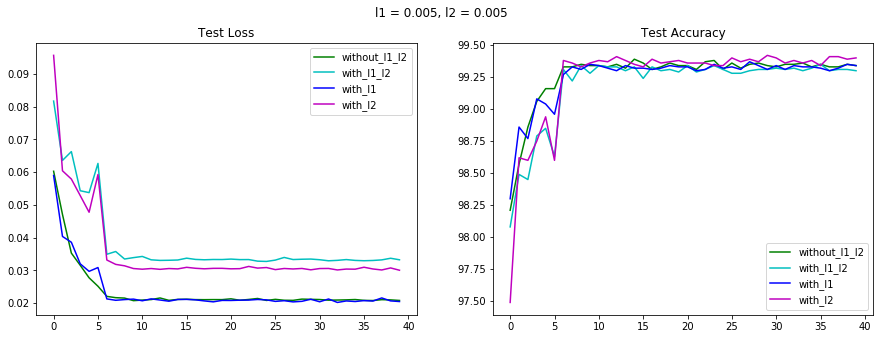 l1 = 0.005, l2 = 0.005
Test Loss
0.09
0.08
0.07
0.06
0.05
0.04
0.03
0.02
0 5 10 15 20 25 30 35 40
without_l1_l2
with_l1_l2
with_l1
with_l2
Test Accuracy
99.50
99.25
99.00
98.75
98.50
98.25
98.00
97.75
97.50
0 5 10 15 20 25 30 35 40
without_l1_l2
with_l1_l2
with_l1
with_l2